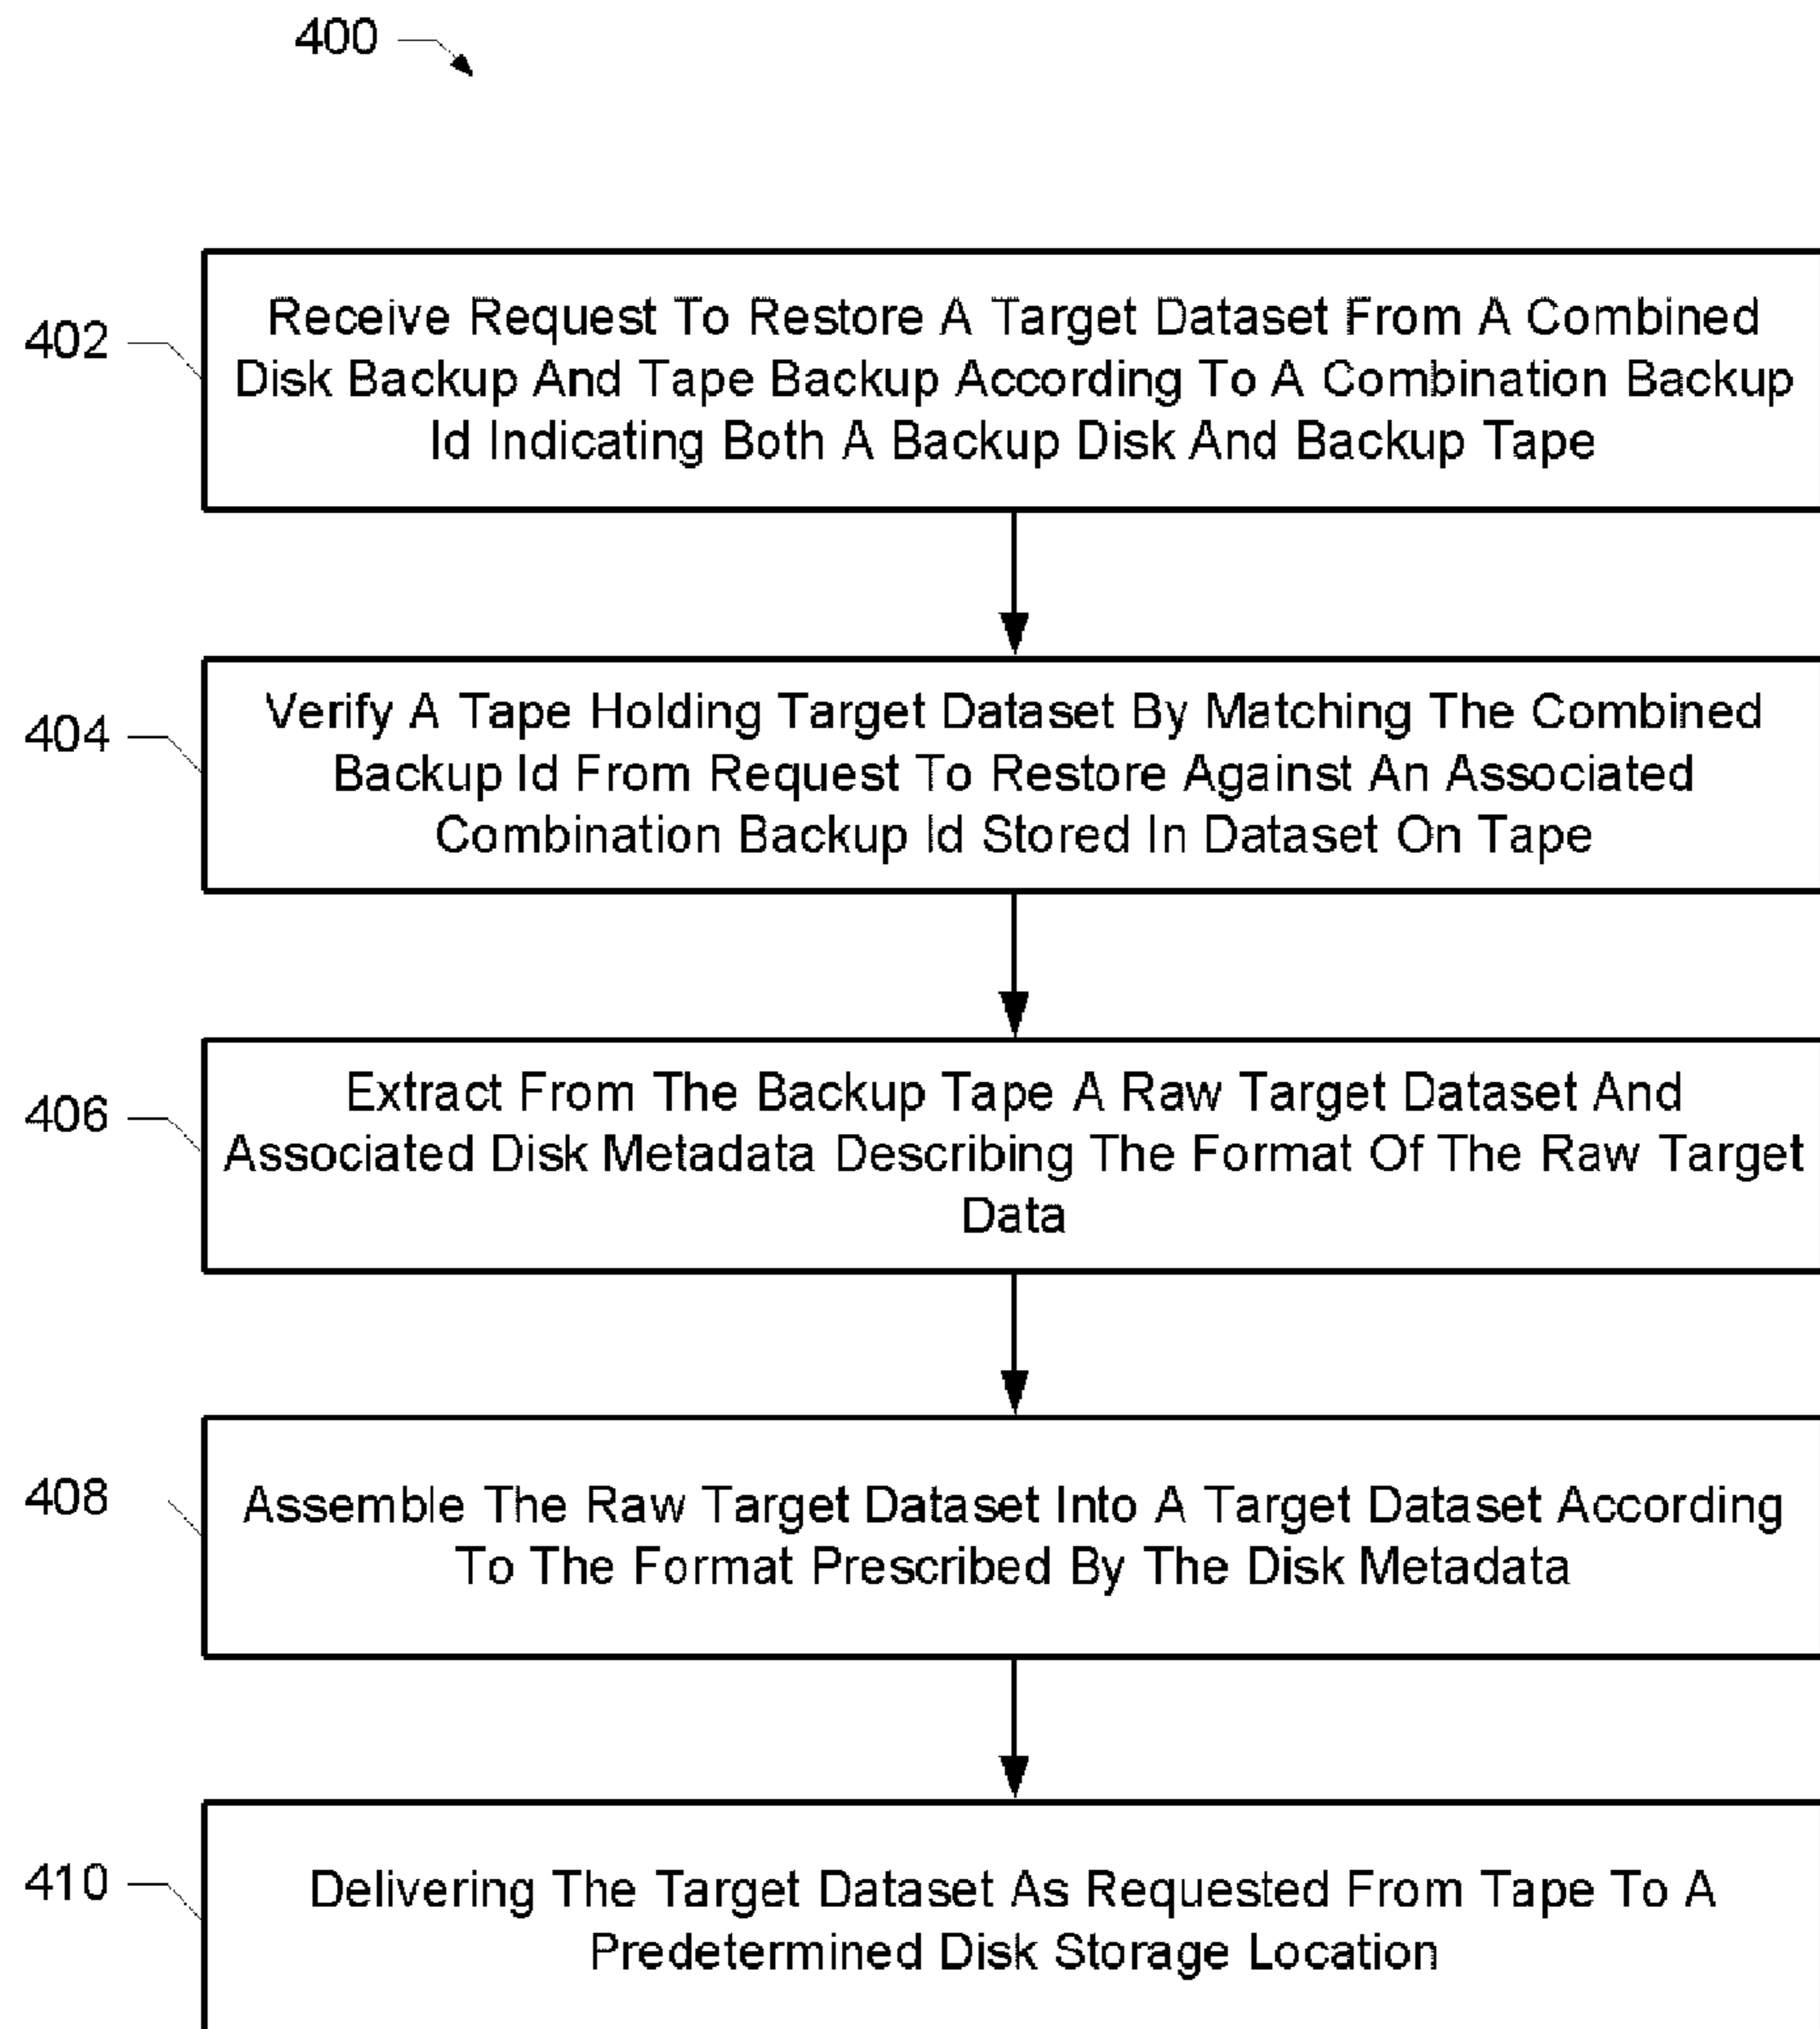 400
402
Receive Request To Restore A Target Dataset From A Combined
Disk Backup And Tape Backup According To A Combination Backup
Id Indicating Both A Backup Disk And Backup Tape
404
Verify A Tape Holding Target Dataset By Matching The Combined
Backup Id From Request To Restore Against An Associated
Combination Backup Id Stored In Dataset On Tape
406
Extract From The Backup Tape A Raw Target Dataset And
Associated Disk Metadata Describing The Format Of The Raw Target
Data
408
Assemble The Raw Target Dataset Into A Target Dataset According
To The Format Prescribed By The Disk Metadata
410
Delivering The Target Dataset As Requested From Tape To A
Predetermined Disk Storage Location